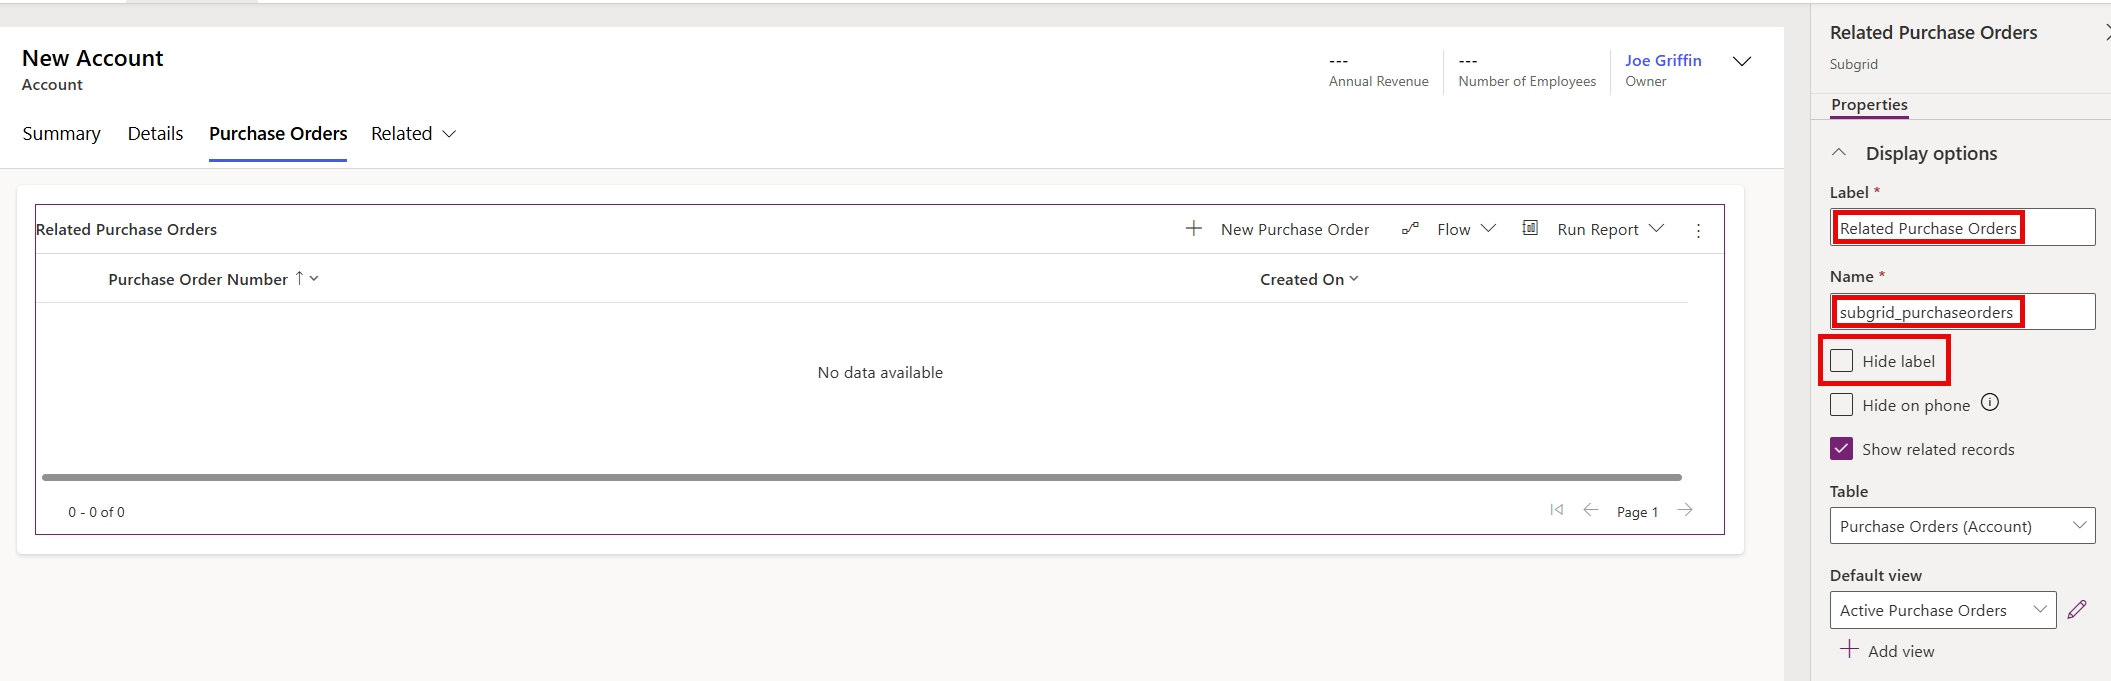 New Account
Account
---
Annual Revenue
---
Number of Employees
Joe Griffin
Owner
Summary Details Purchase Orders Related
Related Purchase Orders
New Purchase Order Flow Run Report
Purchase Order Number Created On
No data available
0 - 0 of 0
Page 1
Related Purchase Orders
Subgrid
Properties
Display options
Label *
Related Purchase Orders
Name *
subgrid_purchaseorders
Hide label
Hide on phone
Show related records
Table
Purchase Orders (Account)
Default view
Active Purchase Orders
Add view